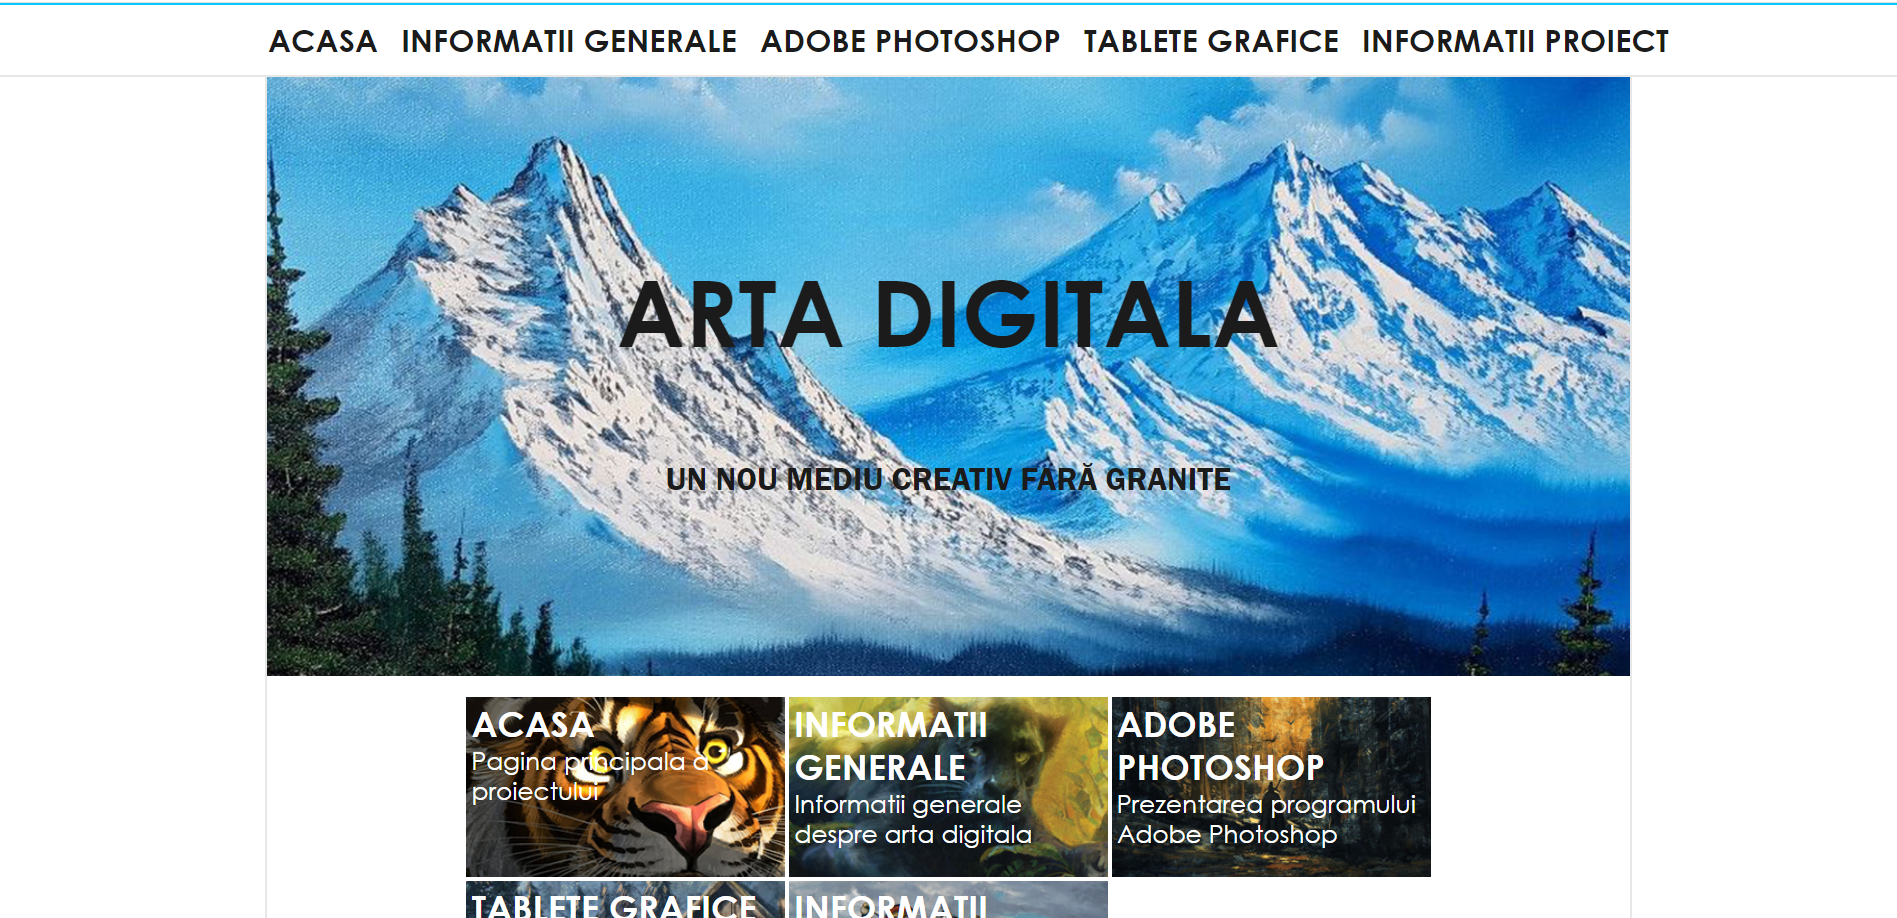 ACASA INFORMATII GENERALE ADOBE PHOTOSHOP TABLETE GRAFICE INFORMATII PROIECT
ARTA DIGITALA
UN NOU MEDIU CREATIV FĂRĂ GRANITE
ACASA
Pagina principala a
proiectului
INFORMATII
GENERALE
Informatii generale
despre arta digitala
ADOBE
PHOTOSHOP
Prezentarea programului
Adobe Photoshop
TABLETE GRAFICE
INFORMATII